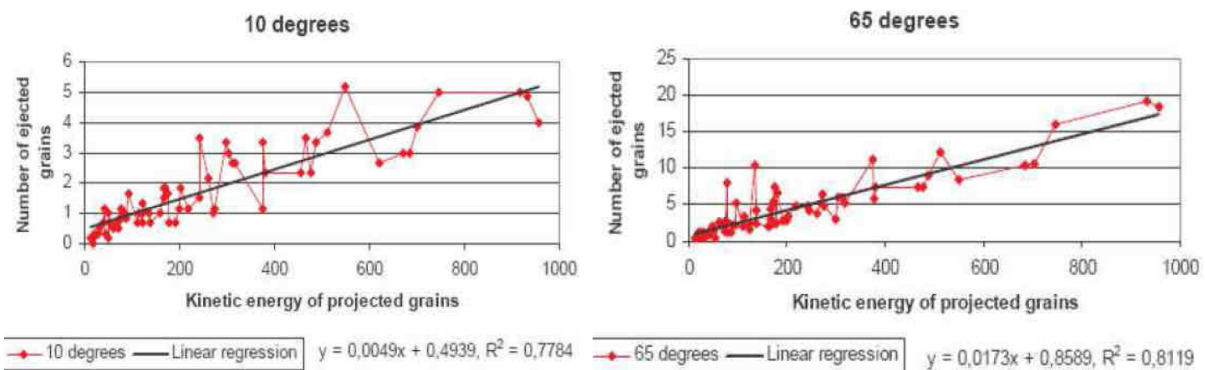 10 degrees
Number of ejected
grains
6
5
4
3
2
1
0
0
200
400
600
800
1000
Kinetic energy of projected grains
10 degrees
Linear regression
y = 0,0049x + 0,4939, R² = 0,7784
65 degrees
Number of ejected
grains
25
20
15
10
5
0
0
200
400
600
800
1000
Kinetic energy of projected grains
65 degrees
Linear regression
y = 0,0173x + 0,8589, R² = 0,8119